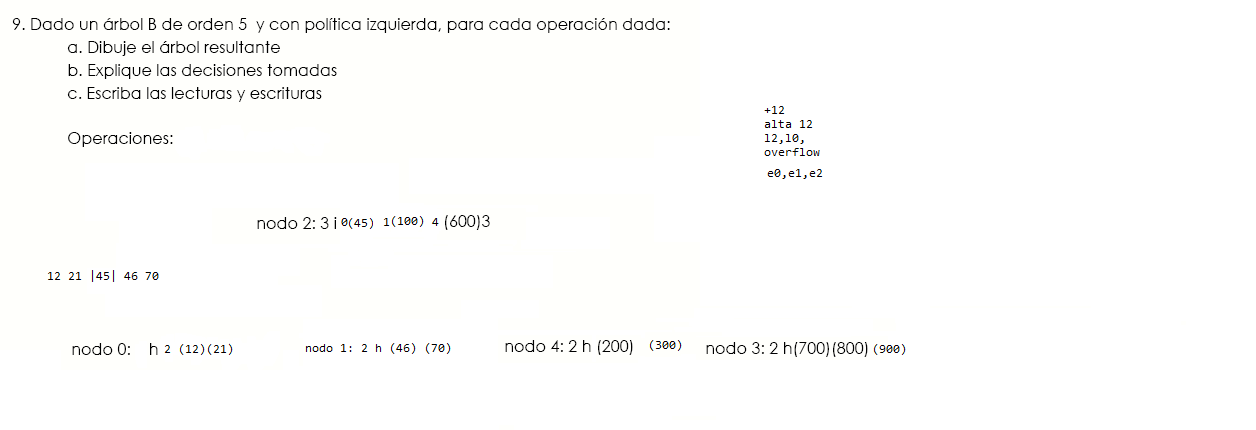 9. Dado un árbol B de orden 5 y con política izquierda, para cada operación dada:
a. Dibuje el árbol resultante
b. Explique las decisiones tomadas
c. Escriba las lecturas y escrituras
+12
alta 12
l2,l0,
overflow
Operaciones:
e0,e1,e2
nodo 2: 3 i 0(45) 1(100) 4 (600)3
12 21 |45| 46 70
nodo 0: h 2 (12)(21)
nodo 1: 2 h (46) (70)
nodo 4: 2 h (200) (300)
nodo 3: 2 h(700)(800) (900)